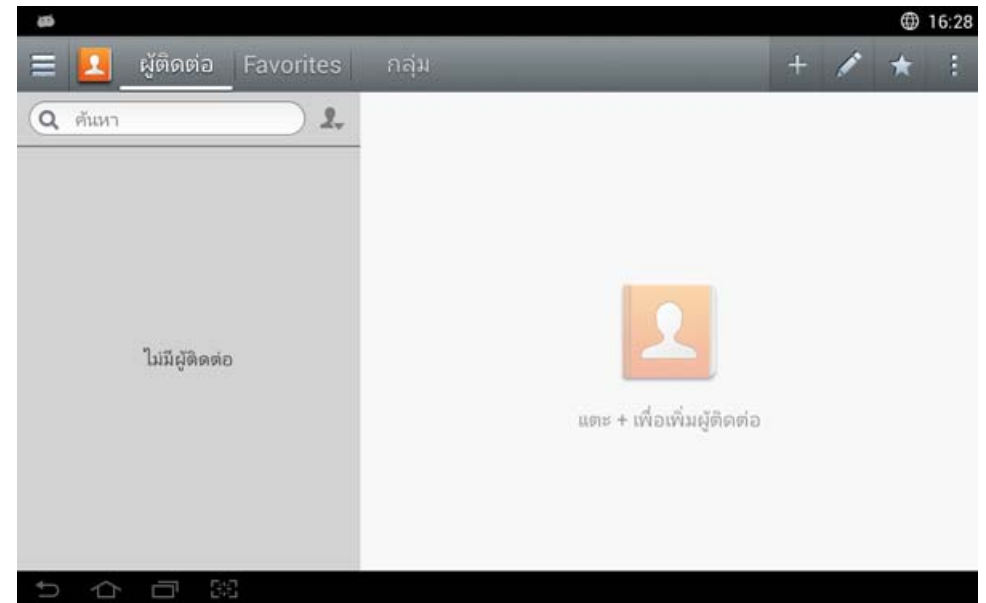 16:28
ผู้ติดต่อ Favorites กลุ่ม
ค้นหา
ไม่มีผู้ติดต่อ
แตะ + เพื่อเพิ่มผู้ติดต่อ